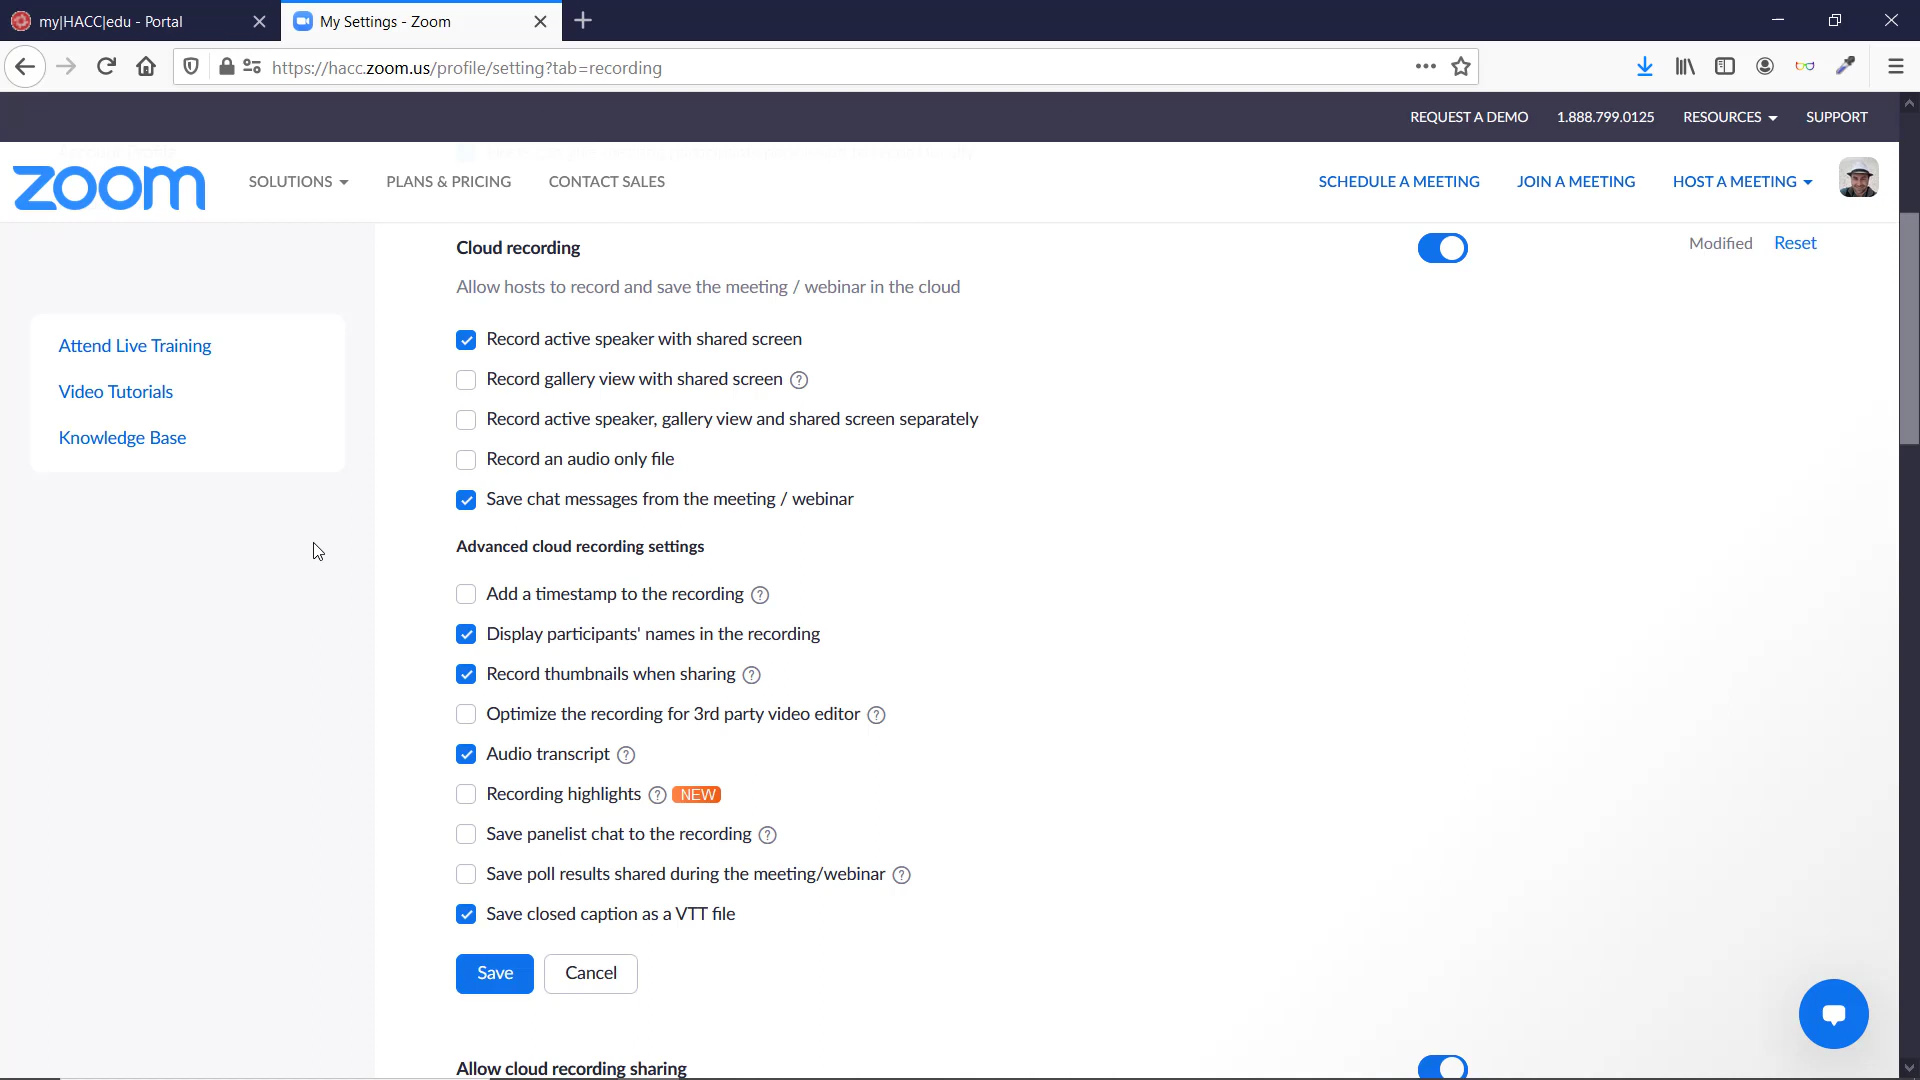 my|HACC|edu - Portal
My Settings - Zoom
https://hacc.zoom.us/profile/setting?tab=recording
REQUEST A DEMO 1.888.799.0125 RESOURCES SUPPORT
zoom SOLUTIONS PLANS & PRICING CONTACT SALES SCHEDULE A MEETING JOIN A MEETING HOST A MEETING
Attend Live Training
Video Tutorials
Knowledge Base
Cloud recording
Modified Reset
Allow hosts to record and save the meeting / webinar in the cloud
Record active speaker with shared screen
Record gallery view with shared screen ?
Record active speaker, gallery view and shared screen separately
Record an audio only file
Save chat messages from the meeting / webinar
Advanced cloud recording settings
Add a timestamp to the recording ?
Display participants' names in the recording
Record thumbnails when sharing ?
Optimize the recording for 3rd party video editor ?
Audio transcript ?
Recording highlights ? NEW
Save panelist chat to the recording ?
Save poll results shared during the meeting/webinar ?
Save closed caption as a VTT file
Save Cancel
Allow cloud recording sharing